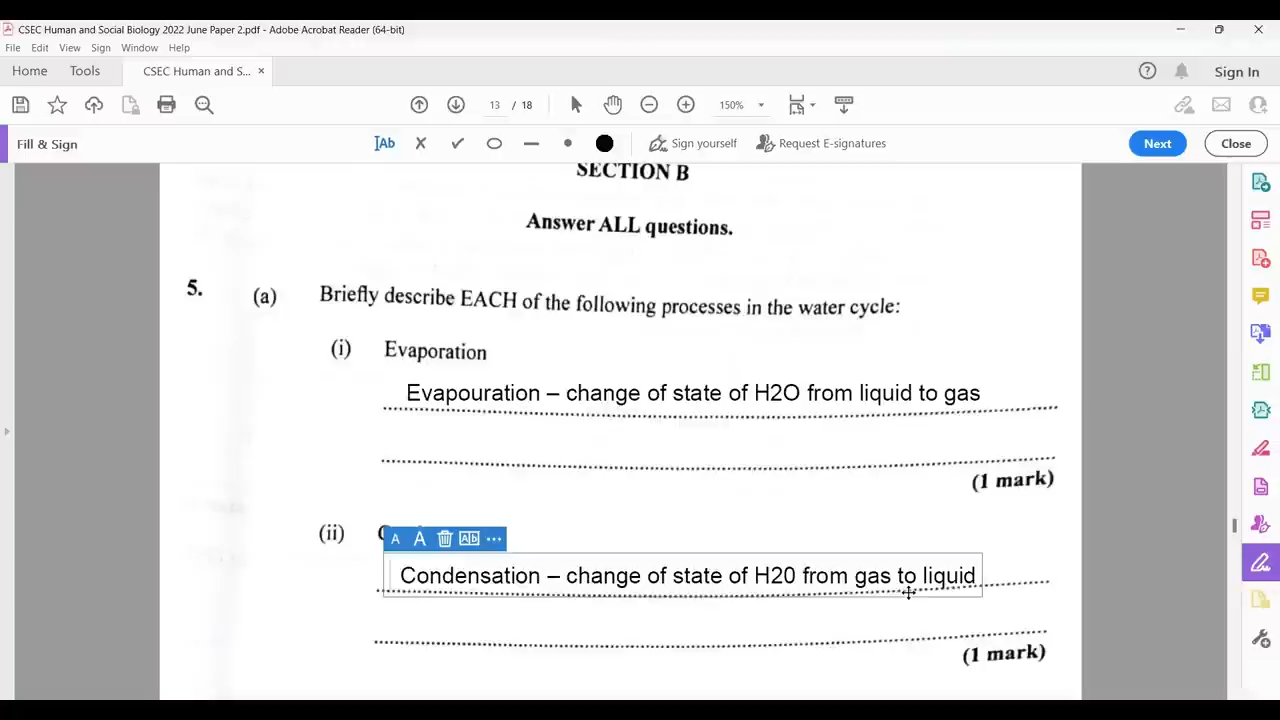 CSEC Human and Social Biology 2022 June Paper 2.pdf - Adobe Acrobat Reader (64-bit)
File Edit View Sign Window Help
Home Tools CSEC Human and S... × Sign In
13 / 18 150%
Fill & Sign Ab Sign yourself Request E-signatures Next Close
SECTION B
Answer ALL questions.
5. (a) Briefly describe EACH of the following processes in the water cycle:
(i) Evaporation
Evapouration – change of state of H2O from liquid to gas
(1 mark)
(ii)
A A Ab ...
Condensation – change of state of H20 from gas to liquid
(1 mark)